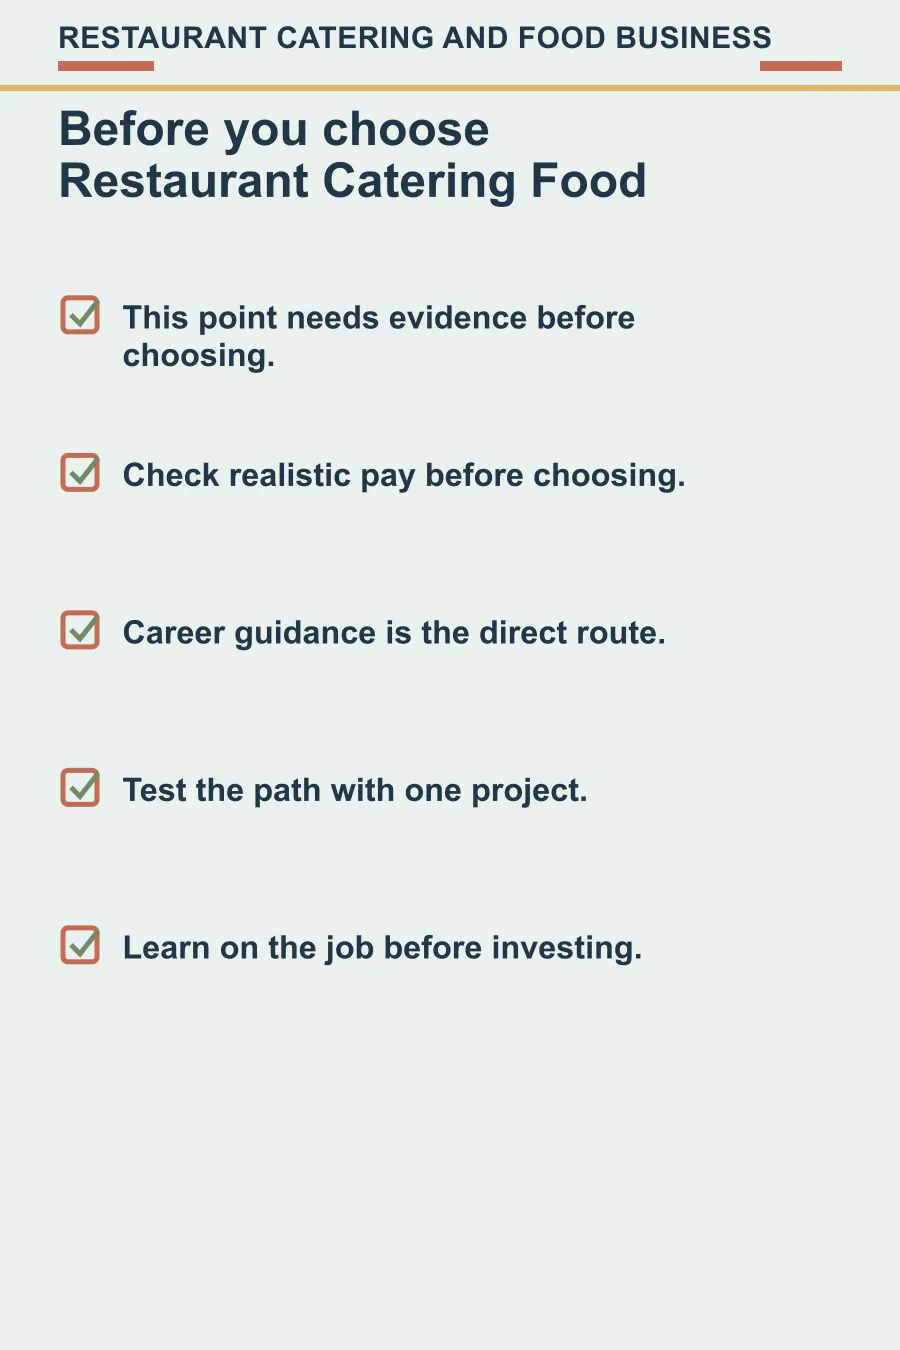 RESTAURANT CATERING AND FOOD BUSINESS
Before you choose
Restaurant Catering Food
This point needs evidence before
choosing.
Check realistic pay before choosing.
Career guidance is the direct route.
Test the path with one project.
Learn on the job before investing.